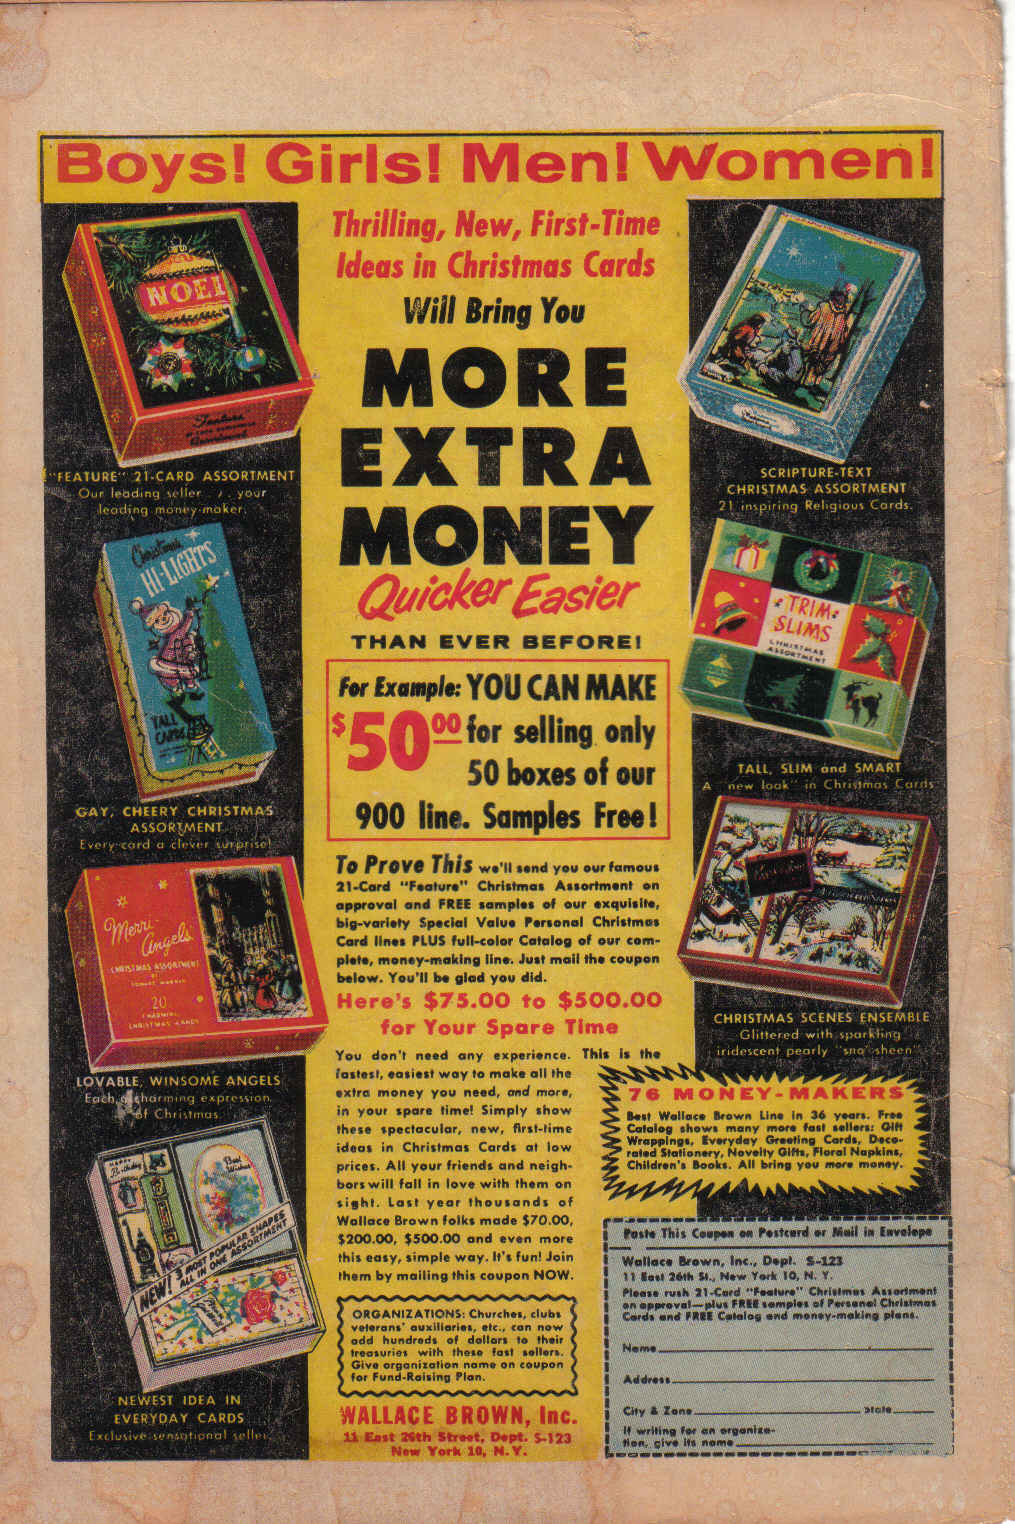 Boys! Girls! Men! Women!
Thrilling, New, First-Time
Ideas in Christmas Cards
Will Bring You
MORE
EXTRA
MONEY
Quicker Easier
THAN EVER BEFORE!
For Example: YOU CAN MAKE
$50.00 for selling only
50 boxes of our
900 line. Samples Free!
To Prove This we'll send you our famous
21-Card "Feature" Christmas Assortment on
approval and FREE samples of our exquisite,
big-variety Special Value Personal Christmas
Card lines PLUS full-color Catalog of our com-
plete, money-making line. Just mail the coupon
below. You'll be glad you did.
Here's $75.00 to $500.00
for Your Spare Time
You don't need any experience. This is the
fastest, easiest way to make all the
extra money you need, and more,
in your spare time! Simply show
these spectacular, new, first-time
ideas in Christmas Cards at low
prices. All your friends and neigh-
bors will fall in love with them on
sight. Last year thousands of
Wallace Brown folks made $70.00,
$200.00, $500.00 and even more
this easy, simple way. It's fun! Join
them by mailing this coupon NOW.
ORGANIZATIONS: Churches, clubs
veterans' auxiliaries, etc., can now
add hundreds of dollars to their
treasuries with these fast sellers.
Give organization name on coupon
for Fund-Raising Plan.
WALLACE BROWN, Inc.
11 East 26th Street, Dept. S-123
New York 10, N.Y.
NOEL
Feature
Assortment
"FEATURE" 21-CARD ASSORTMENT
Our leading seller . . . your
leading money-maker.
Christmas
HI-LIGHTS
TALL
CARDS
GAY, CHEERY CHRISTMAS
ASSORTMENT
Every card a clever surprise!
Merri
Angels
CHRISTMAS ASSORTMENT
20
CHARMING
CHRISTMAS CARDS
LOVABLE, WINSOME ANGELS
Each a charming expression
of Christmas.
HAPPY
Birthday
Best
Wishes
NEW! 3 MOST POPULAR SHAPES
ALL IN ONE ASSORTMENT
NEWEST IDEA IN
EVERYDAY CARDS
Exclusive sensational seller
SCRIPTURE-TEXT
CHRISTMAS ASSORTMENT
21 inspiring Religious Cards.
TRIM
SLIMS
CHRISTMAS
ASSORTMENT
TALL, SLIM and SMART
A "new look" in Christmas Cards
CHRISTMAS SCENES ENSEMBLE
Glittered with sparkling
iridescent pearly "sno-sheen"
76 MONEY-MAKERS
Best Wallace Brown Line in 36 years. Free
Catalog shows many more fast sellers: Gift
Wrappings, Everyday Greeting Cards, Deco-
rated Stationery, Novelty Gifts, Floral Napkins,
Children's Books. All bring you more money.
Paste This Coupon on Postcard or Mail in Envelope
Wallace Brown, Inc., Dept. S-123
11 East 26th St., New York 10, N. Y.
Please rush 21-Card "Feature" Christmas Assortment
on approval—plus FREE samples of Personal Christmas
Cards and FREE Catalog and money-making plans.
Name
Address
City & Zone State
If writing for an organiza-
tion, give its name